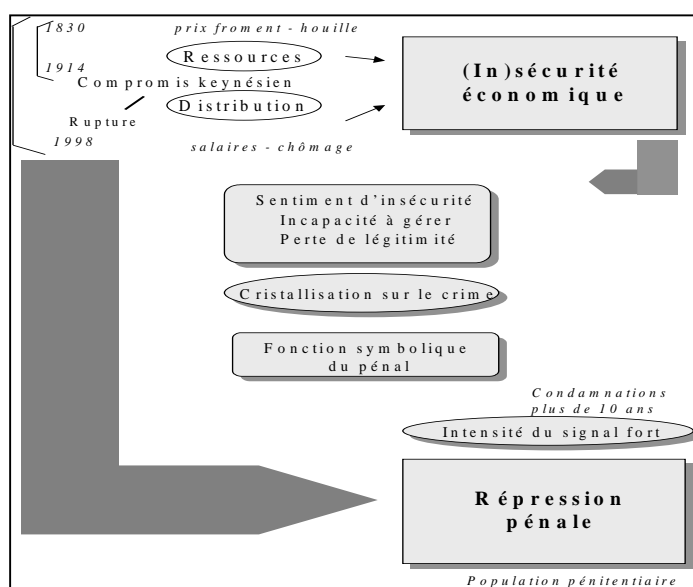 1830
prix froment - houille
Ressources
1914
Compromis keynésien
Distribution
Rupture
1998
salaires - chômage
(In)sécurité
économique
Sentiment d'insécurité
Incapacité à gérer
Perte de légitimité
Cristallisation sur le crime
Fonction symbolique
du pénal
Condamnations
plus de 10 ans
Intensité du signal fort
Répression
pénale
Population pénitentiaire